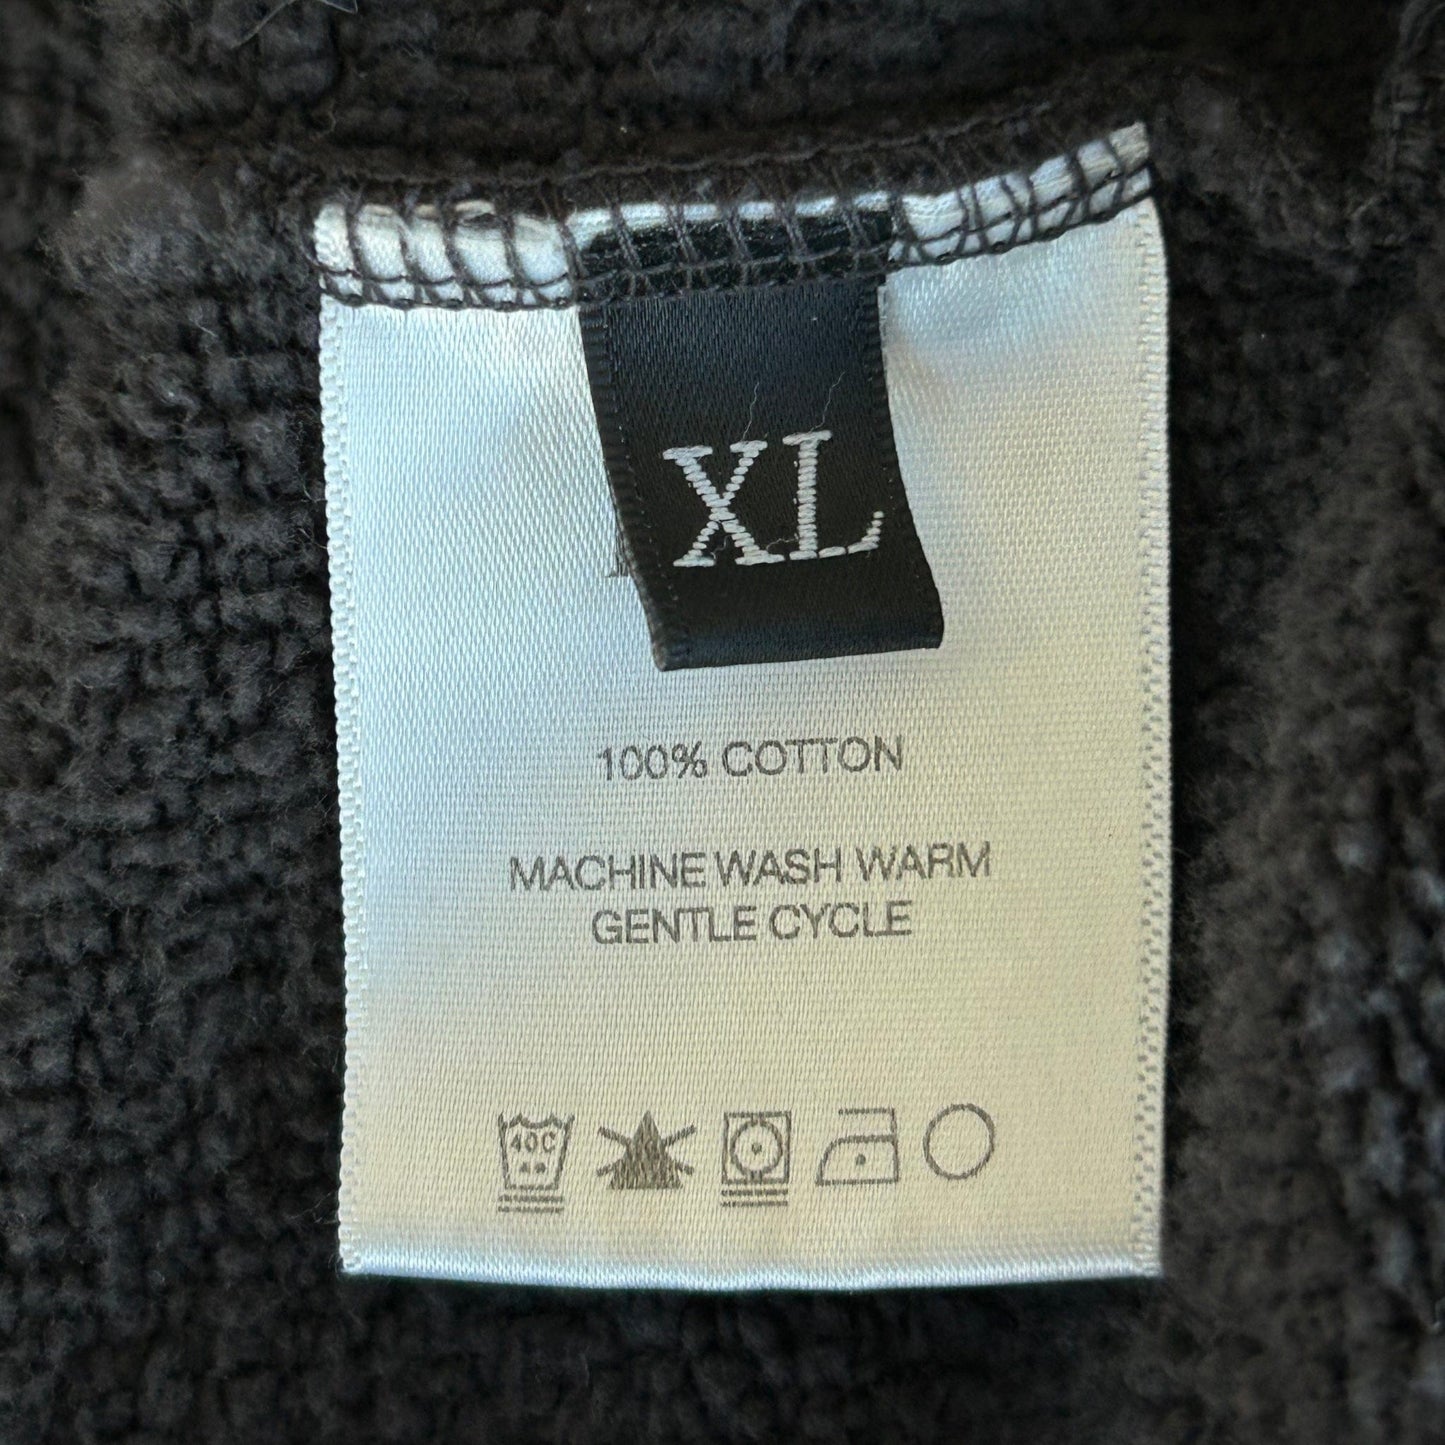 XL
100% COTTON
MACHINE WASH WARM
GENTLE CYCLE
40C